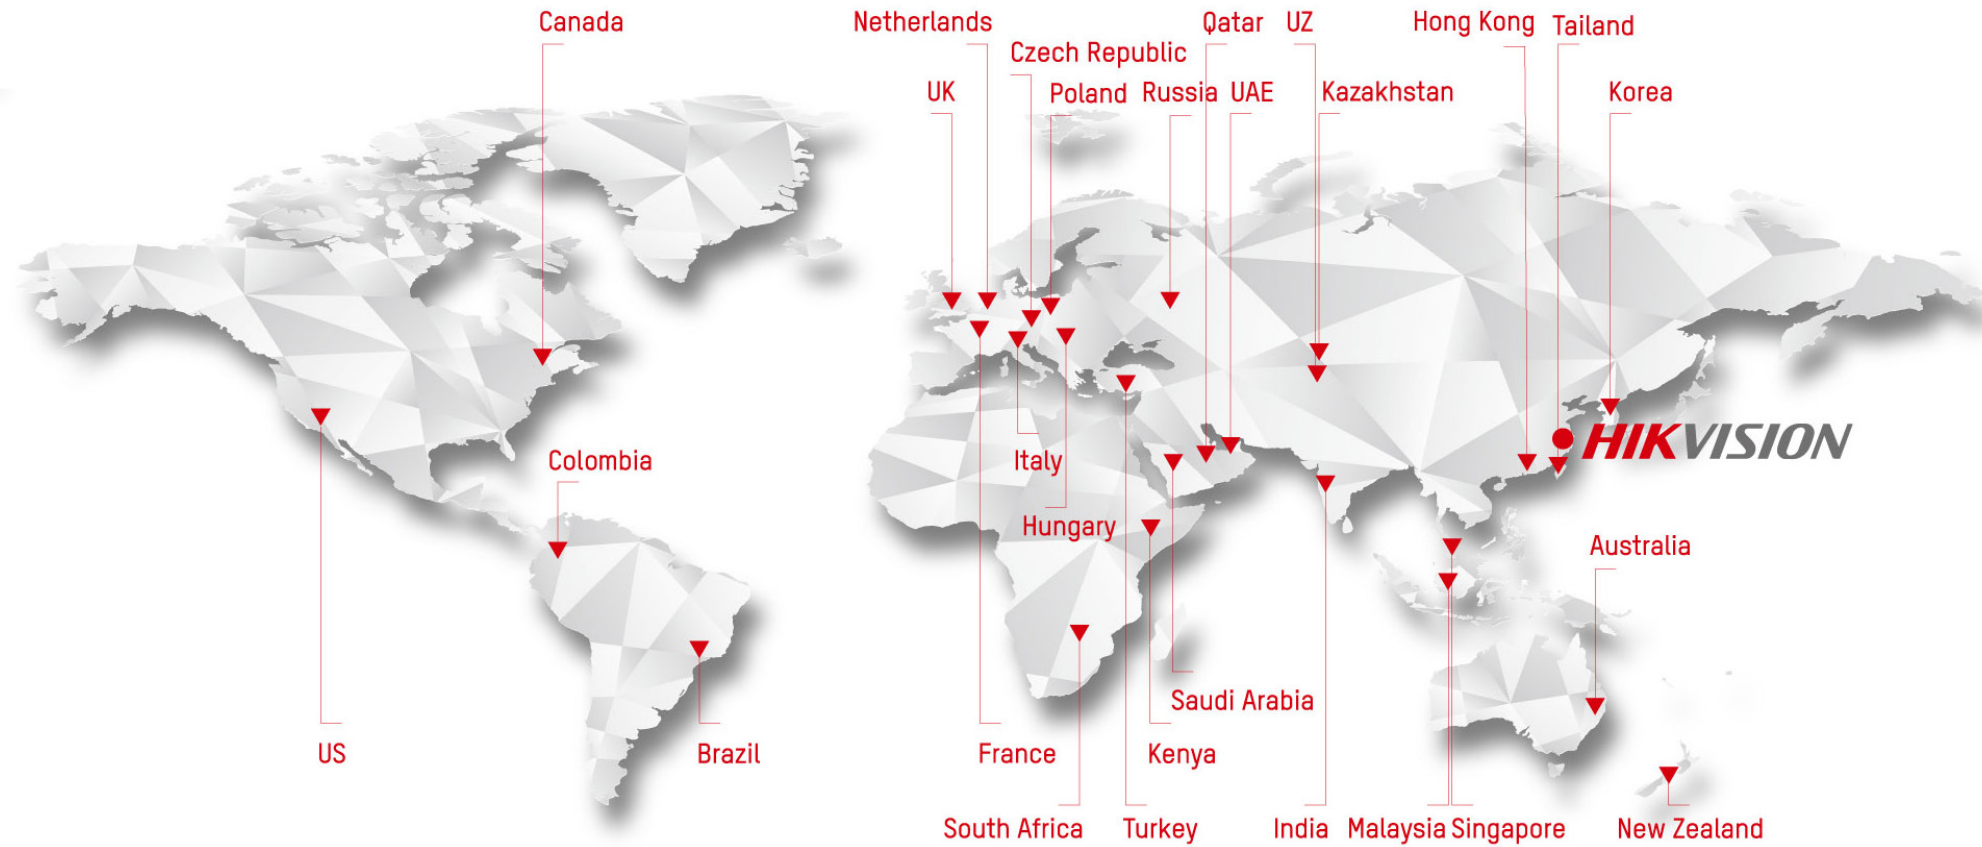 Canada
Netherlands
Qatar
UZ
Hong Kong
Tailand
Czech Republic
UK
Poland
Russia
UAE
Kazakhstan
Korea
HIKVISION
Colombia
Italy
Hungary
Australia
Saudi Arabia
US
Brazil
France
Kenya
South Africa
Turkey
India
Malaysia
Singapore
New Zealand